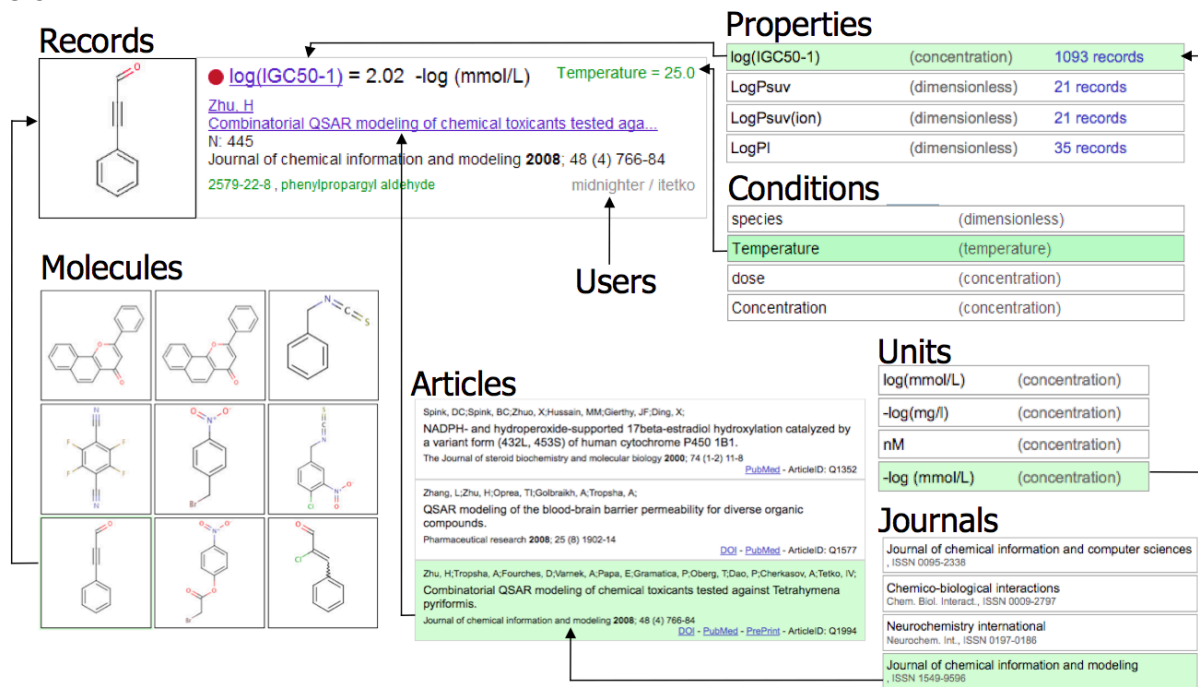 Records
log(IGC50-1) = 2.02 -log (mmol/L) Temperature = 25.0
Zhu, H
Combinatorial QSAR modeling of chemical toxicants tested aga...
N: 445
Journal of chemical information and modeling 2008; 48 (4) 766-84
2579-22-8 , phenylpropargyl aldehyde midnighter / itetko
O
Properties
log(IGC50-1) (concentration) 1093 records
LogPsuv (dimensionless) 21 records
LogPsuv(ion) (dimensionless) 21 records
LogPI (dimensionless) 35 records
Conditions
species (dimensionless)
Temperature (temperature)
dose (concentration)
Concentration (concentration)
Users
Molecules
O O
O O
N C S
N F F F F N
N+ O O- Br
S C N N+ O O- Cl
O
O N+ O- O O Br
O Cl
Articles
Spink, DC;Spink, BC;Zhuo, X;Hussain, MM;Gierthy, JF;Ding, X;
NADPH- and hydroperoxide-supported 17beta-estradiol hydroxylation catalyzed by
a variant form (432L, 453S) of human cytochrome P450 1B1.
The Journal of steroid biochemistry and molecular biology 2000; 74 (1-2) 11-8
PubMed - ArticleID: Q1352
Zhang, L;Zhu, H;Oprea, TI;Golbraikh, A;Tropsha, A;
QSAR modeling of the blood-brain barrier permeability for diverse organic
compounds.
Pharmaceutical research 2008; 25 (8) 1902-14
DOI - PubMed - ArticleID: Q1577
Zhu, H;Tropsha, A;Fourches, D;Varnek, A;Papa, E;Gramatica, P;Oberg, T;Dao, P;Cherkasov, A;Tetko, IV;
Combinatorial QSAR modeling of chemical toxicants tested against Tetrahymena
pyriformis.
Journal of chemical information and modeling 2008; 48 (4) 766-84
DOI - PubMed - PrePrint - ArticleID: Q1994
Units
log(mmol/L) (concentration)
-log(mg/l) (concentration)
nM (concentration)
-log (mmol/L) (concentration)
Journals
Journal of chemical information and computer sciences
, ISSN 0095-2338
Chemico-biological interactions
Chem. Biol. Interact., ISSN 0009-2797
Neurochemistry international
Neurochem. Int., ISSN 0197-0186
Journal of chemical information and modeling
, ISSN 1549-9596